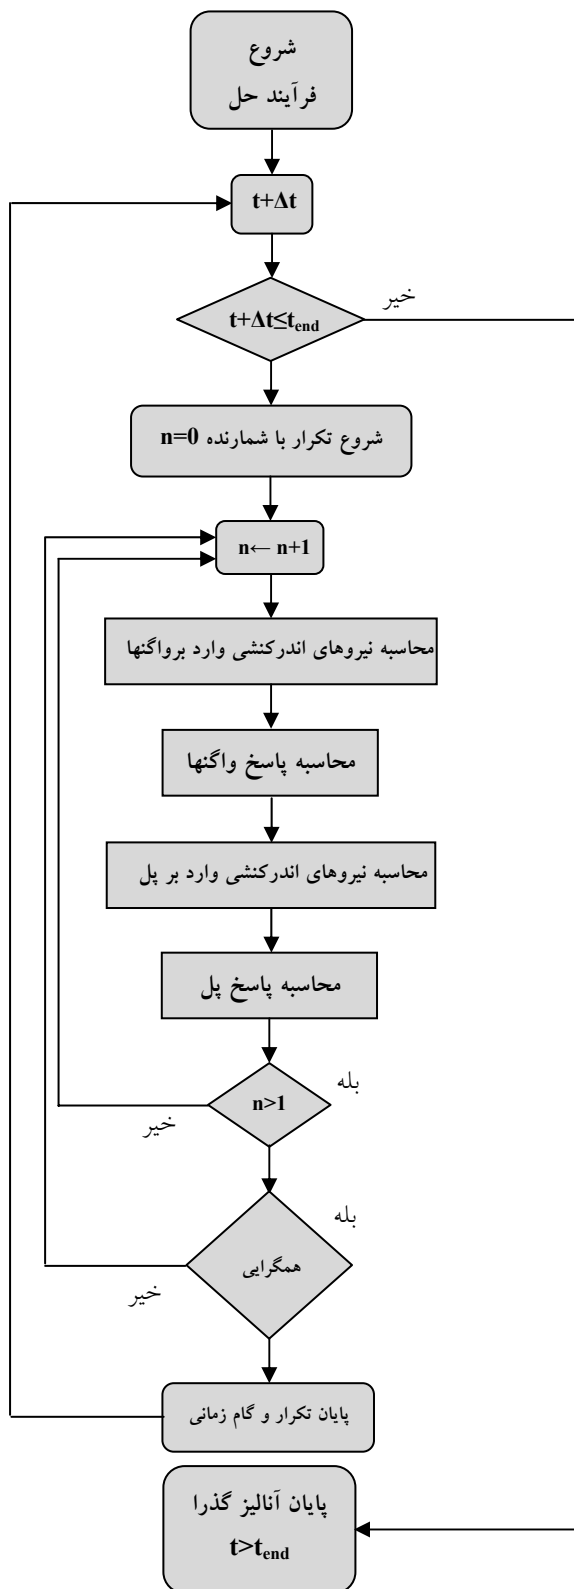 شروع
فرآیند حل
t+Δt
t+Δt≤t_end
خیر
شروع تکرار با شمارنده n=0
n← n+1
محاسبه نیروهای اندرکنشی وارد برواگنها
محاسبه پاسخ واگنها
محاسبه نیروهای اندرکنشی وارد بر پل
محاسبه پاسخ پل
n>1
بله
خیر
همگرایی
بله
خیر
پایان تکرار و گام زمانی
پایان آنالیز گذرا
t>t_end